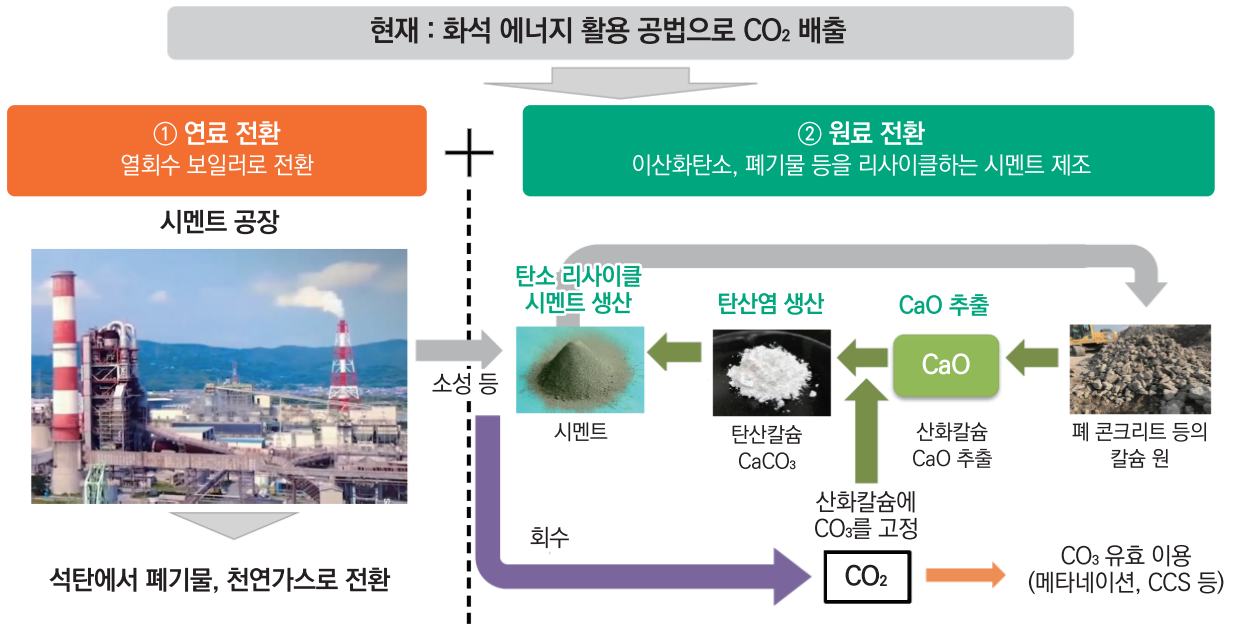 현재 : 화석 에너지 활용 공법으로 CO₂ 배출
① 연료 전환
열회수 보일러로 전환
② 원료 전환
이산화탄소, 폐기물 등을 리사이클하는 시멘트 제조
시멘트 공장
석탄에서 폐기물, 천연가스로 전환
소성 등
탄소 리사이클
시멘트 생산
시멘트
탄산염 생산
탄산칼슘
CaCO₃
CaO 추출
CaO
산화칼슘
CaO 추출
폐 콘크리트 등의
칼슘 원
산화칼슘에
CO₃를 고정
회수
CO₂
CO₃ 유효 이용
(메타네이션, CCS 등)